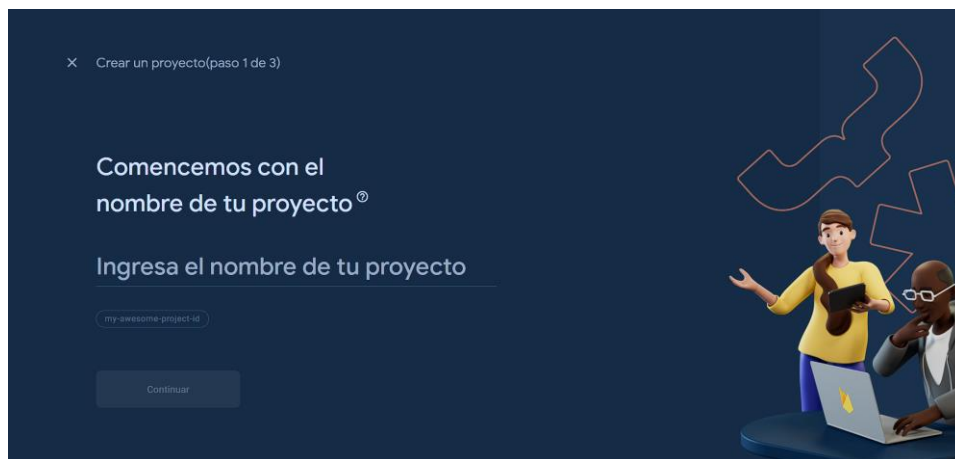 Crear un proyecto(paso 1 de 3)
Comencemos con el
nombre de tu proyecto
Ingresa el nombre de tu proyecto
my-awesome-project-id
Continuar